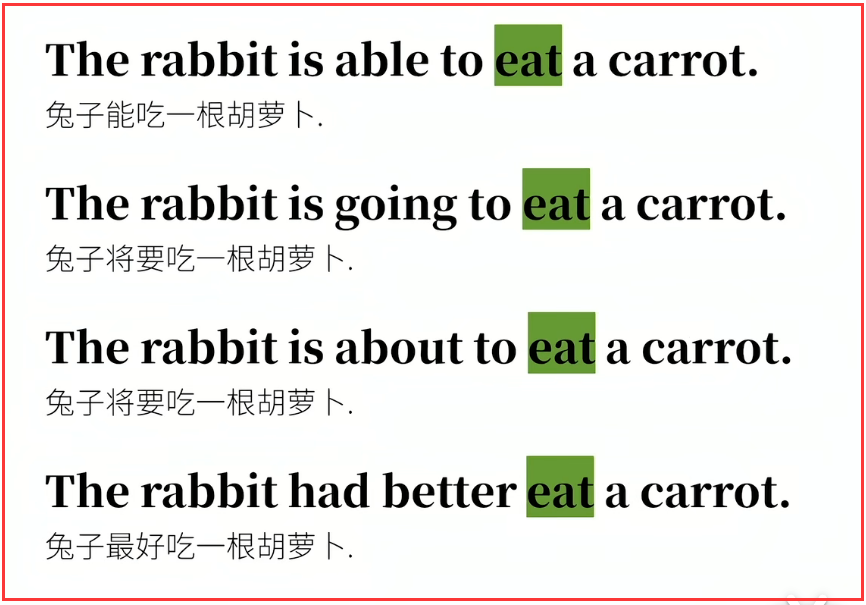 The rabbit is able to eat a carrot.
兔子能吃一根胡萝卜.
The rabbit is going to eat a carrot.
兔子将要吃一根胡萝卜.
The rabbit is about to eat a carrot.
兔子将要吃一根胡萝卜.
The rabbit had better eat a carrot.
兔子最好吃一根胡萝卜.